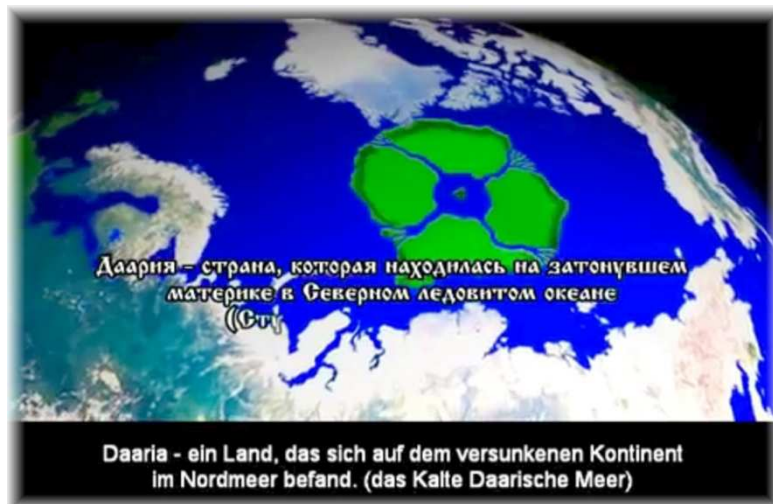 Даария - страна, которая находилась на затонувшем
материке в Северном ледовитом океане
Daaria - ein Land, das sich auf dem versunkenen Kontinent
im Nordmeer befand. (das Kalte Daarische Meer)